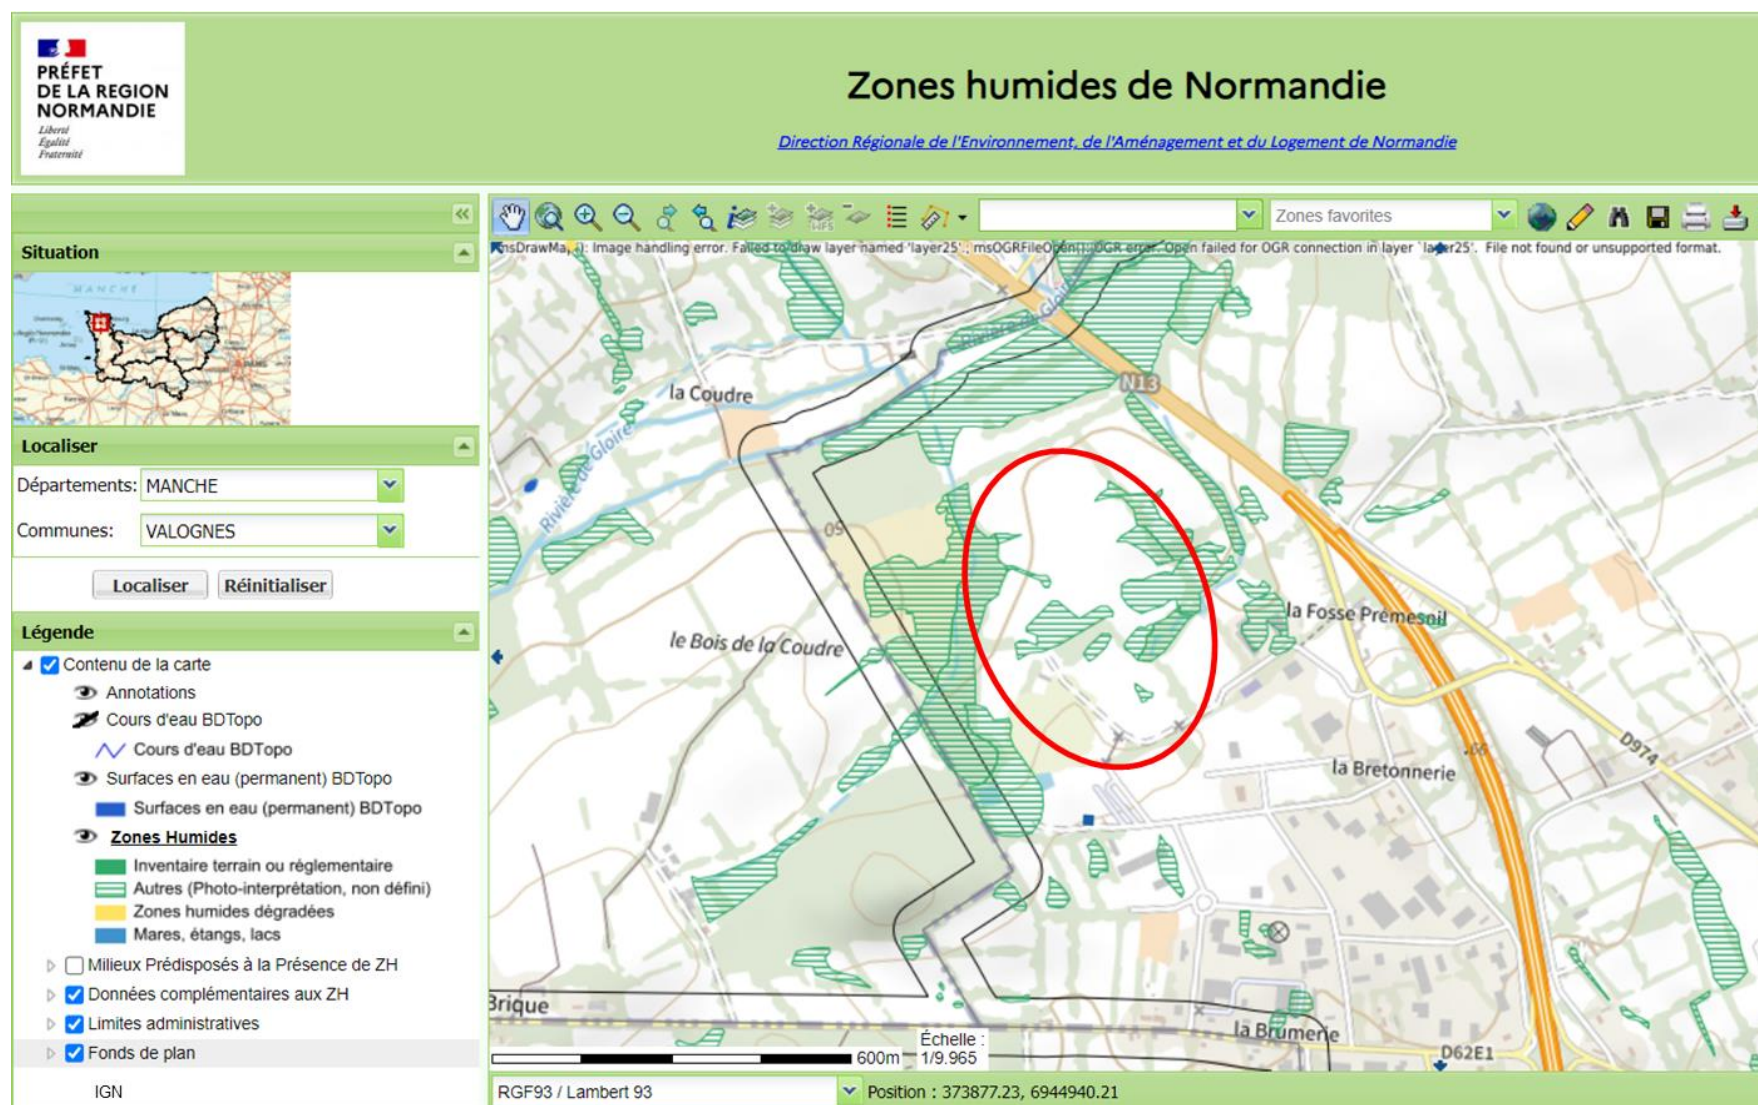 PRÉFET
DE LA REGION
NORMANDIE
Liberté
Égalité
Fraternité
Zones humides de Normandie
Direction Régionale de l'Environnement, de l'Aménagement et du Logement de Normandie
Zones favorites
Situation
MANCHE
Localiser
Départements: MANCHE
Communes: VALOGNES
Localiser Réinitialiser
Légende
Contenu de la carte
Annotations
Cours d'eau BDTopo
Cours d'eau BDTopo
Surfaces en eau (permanent) BDTopo
Surfaces en eau (permanent) BDTopo
Zones Humides
Inventaire terrain ou réglementaire
Autres (Photo-interprétation, non défini)
Zones humides dégradées
Mares, étangs, lacs
Milieux Prédisposés à la Présence de ZH
Données complémentaires aux ZH
Limites administratives
Fonds de plan
IGN
msDrawMap(): Image handling error. Failed to draw layer named 'layer25'.; msOGRFileOpen(): OGR error. Open failed for OGR connection in layer `layer25'. File not found or unsupported format.
Rivière de Gloire
N13
la Coudre
Rivière de Gloire
la Fosse Prémesnil
le Bois de la Coudre
D974
la Bretonnerie
Brique
la Brumerie
D62E1
600m
Échelle :
1/9.965
RGF93 / Lambert 93
Position : 373877.23, 6944940.21